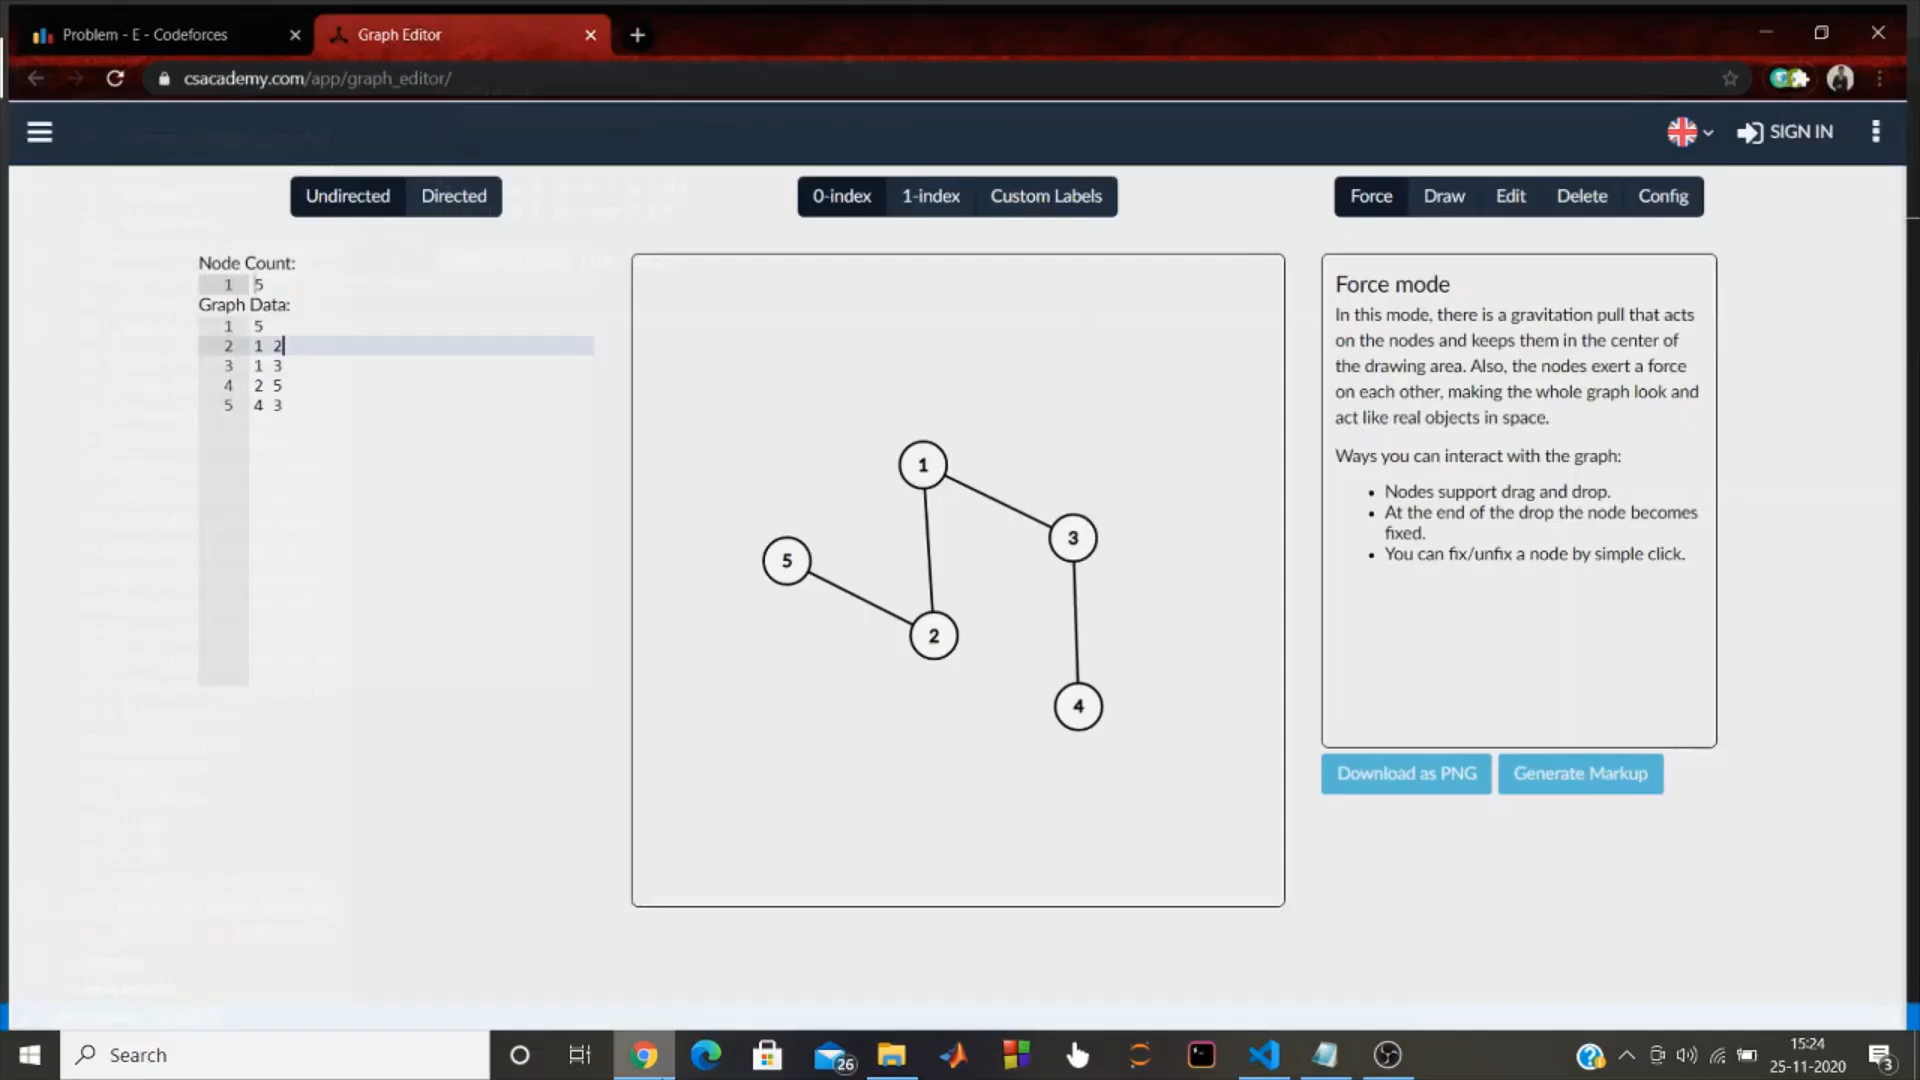 Problem - E - Codeforces
Graph Editor
csacademy.com/app/graph_editor/
SIGN IN
Undirected
Directed
0-index
1-index
Custom Labels
Force
Draw
Edit
Delete
Config
Node Count:
1 5
Graph Data:
1 5
2 1 2
3 1 3
4 2 5
5 4 3
1
3
5
2
4
Force mode
In this mode, there is a gravitation pull that acts
on the nodes and keeps them in the center of
the drawing area. Also, the nodes exert a force
on each other, making the whole graph look and
act like real objects in space.
Ways you can interact with the graph:
• Nodes support drag and drop.
• At the end of the drop the node becomes
fixed.
• You can fix/unfix a node by simple click.
Download as PNG
Generate Markup
Search
26
15:24
25-11-2020
3